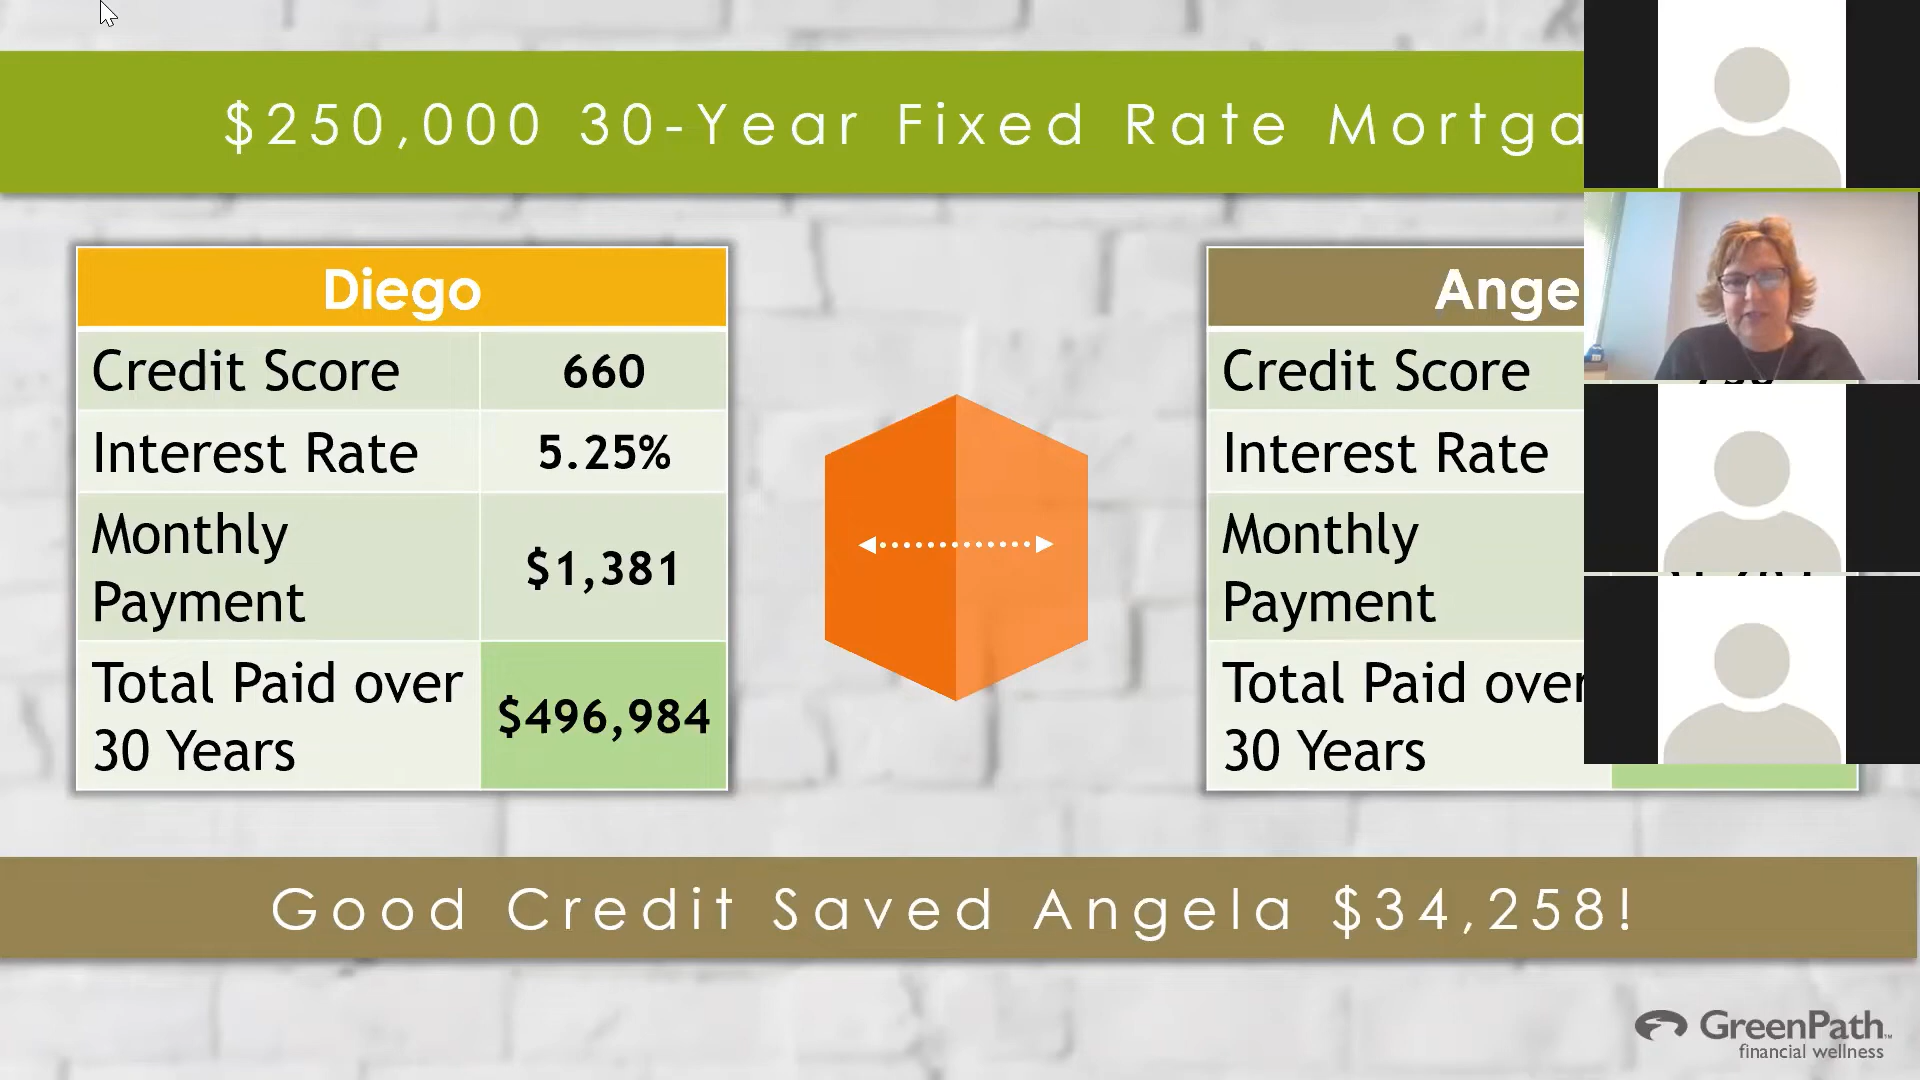 $250,000 30-Year Fixed Rate Mortga
Diego
Credit Score 660
Interest Rate 5.25%
Monthly
Payment
$1,381
Total Paid over
30 Years
$496,984
Ange
Credit Score
Interest Rate
Monthly
Payment
Total Paid over
30 Years
Good Credit Saved Angela $34,258!
GreenPath™
financial wellness